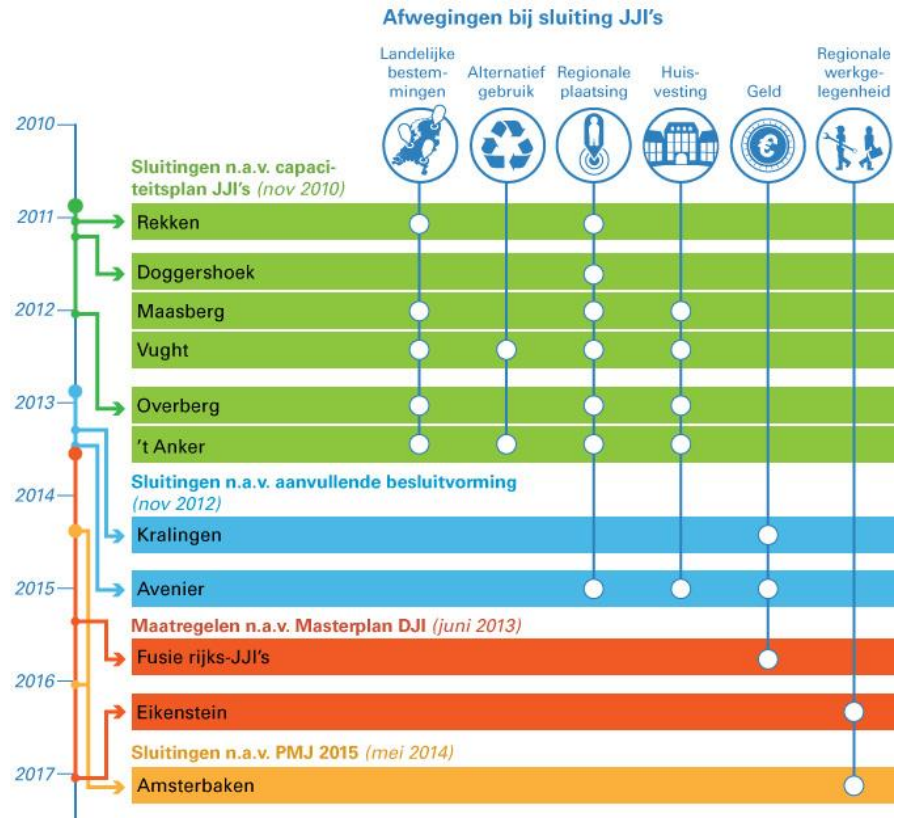 Afwegingen bij sluiting JJI's
Landelijke
bestem-
mingen
Alternatief
gebruik
Regionale
plaatsing
Huis-
vesting
Geld
Regionale
werkge-
legenheid
2010
Sluitingen n.a.v. capaci-
teitsplan JJI's (nov 2010)
2011
Rekken
Doggershoek
2012
Maasberg
Vught
2013
Overberg
't Anker
Sluitingen n.a.v. aanvullende besluitvorming
(nov 2012)
2014
Kralingen
2015
Avenier
Maatregelen n.a.v. Masterplan DJI (juni 2013)
Fusie rijks-JJI's
2016
Eikenstein
Sluitingen n.a.v. PMJ 2015 (mei 2014)
2017
Amsterbaken
€